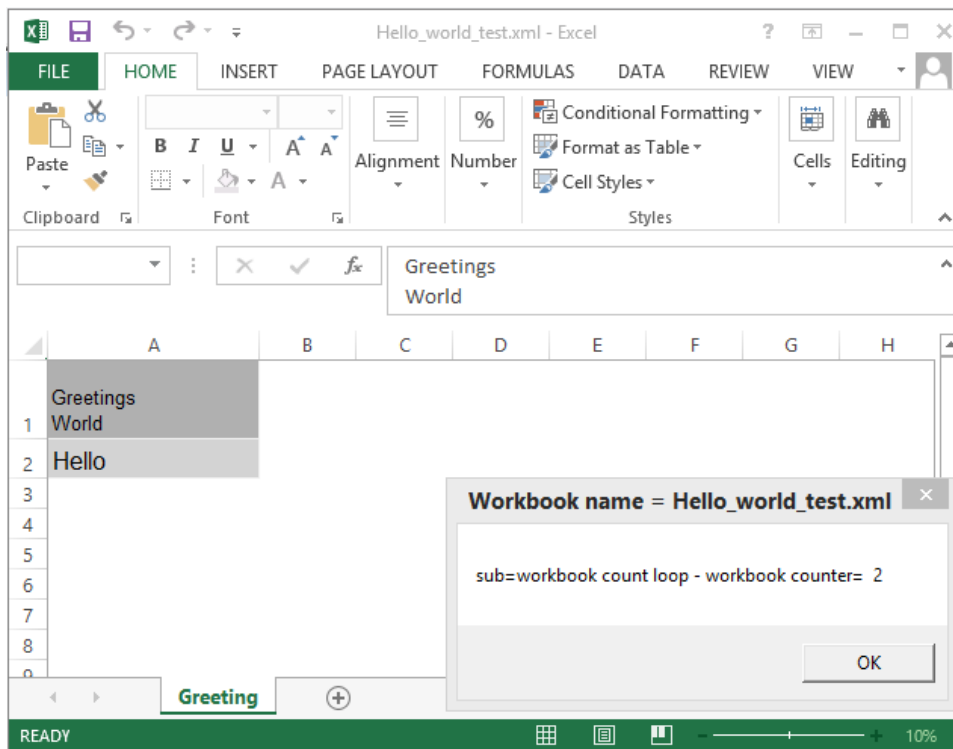 Hello_world_test.xml - Excel ?
FILE HOME INSERT PAGE LAYOUT FORMULAS DATA REVIEW VIEW
Paste
B I U A A
A
Alignment
%
Number
Conditional Formatting
Format as Table
Cell Styles
Cells
Editing
Clipboard Font Styles
fx
Greetings
World
A B C D E F G H
1 Greetings
World
2 Hello
3
4
5
6
7
8
9
Workbook name = Hello_world_test.xml
sub=workbook count loop - workbook counter= 2
OK
Greeting
READY 10%